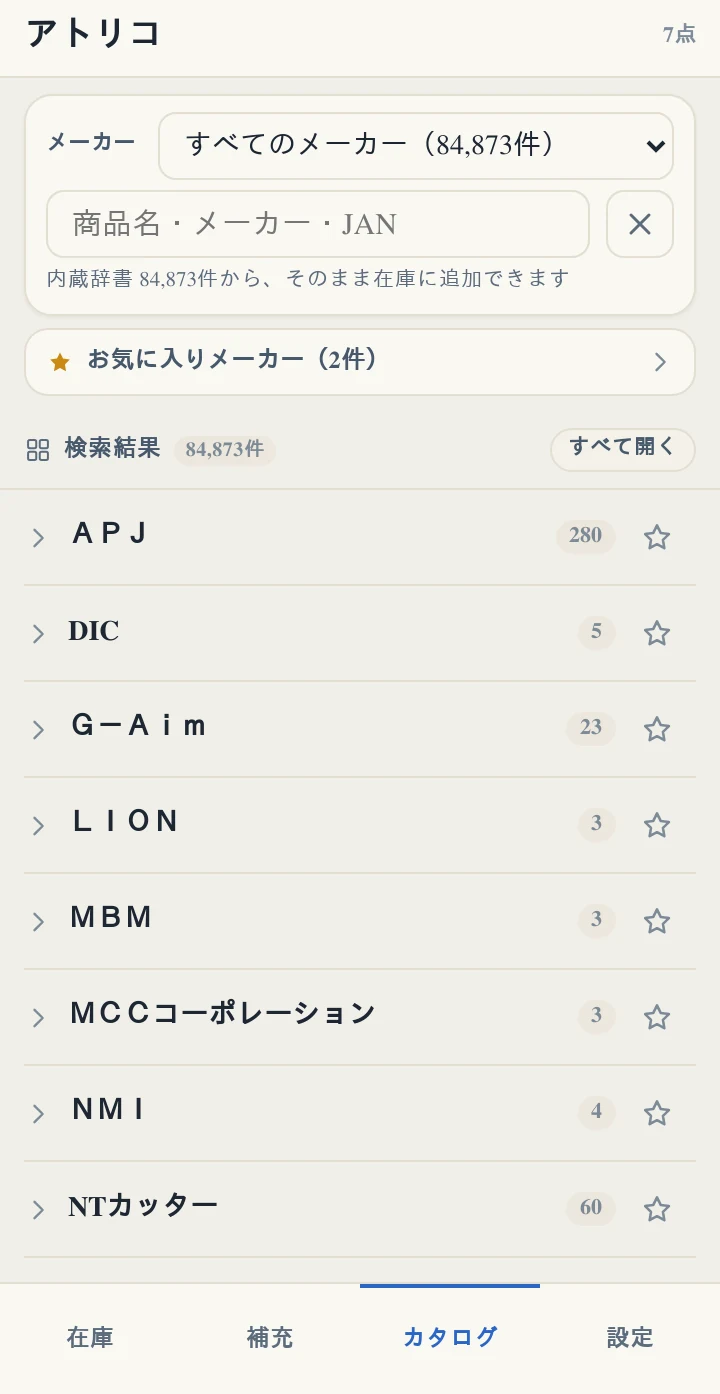 アトリコ
7点
メーカー
すべてのメーカー（84,873件）
商品名・メーカー・JAN
内蔵辞書 84,873件から、そのまま在庫に追加できます
お気に入りメーカー（2件）
検索結果 84,873件
すべて開く
ＡＰＪ 280
DIC 5
Ｇ－Ａｉｍ 23
ＬＩＯＮ 3
ＭＢＭ 3
ＭＣＣコーポレーション 3
ＮＭＩ 4
NTカッター 60
在庫 補充 カタログ 設定